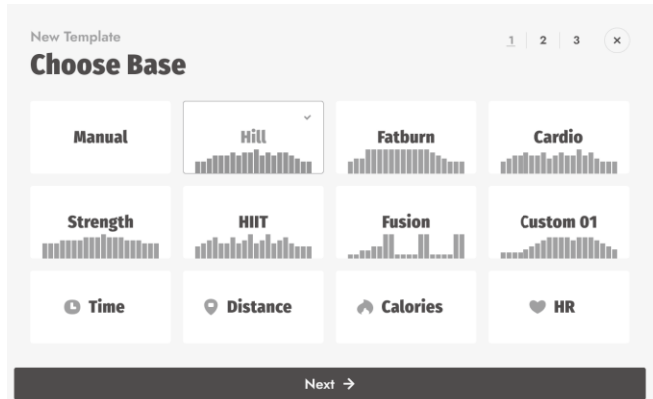 New Template
1 2 3 ×
Choose Base
Manual
Hill
Fatburn
Cardio
Strength
HIIT
Fusion
Custom 01
Time
Distance
Calories
HR
Next →